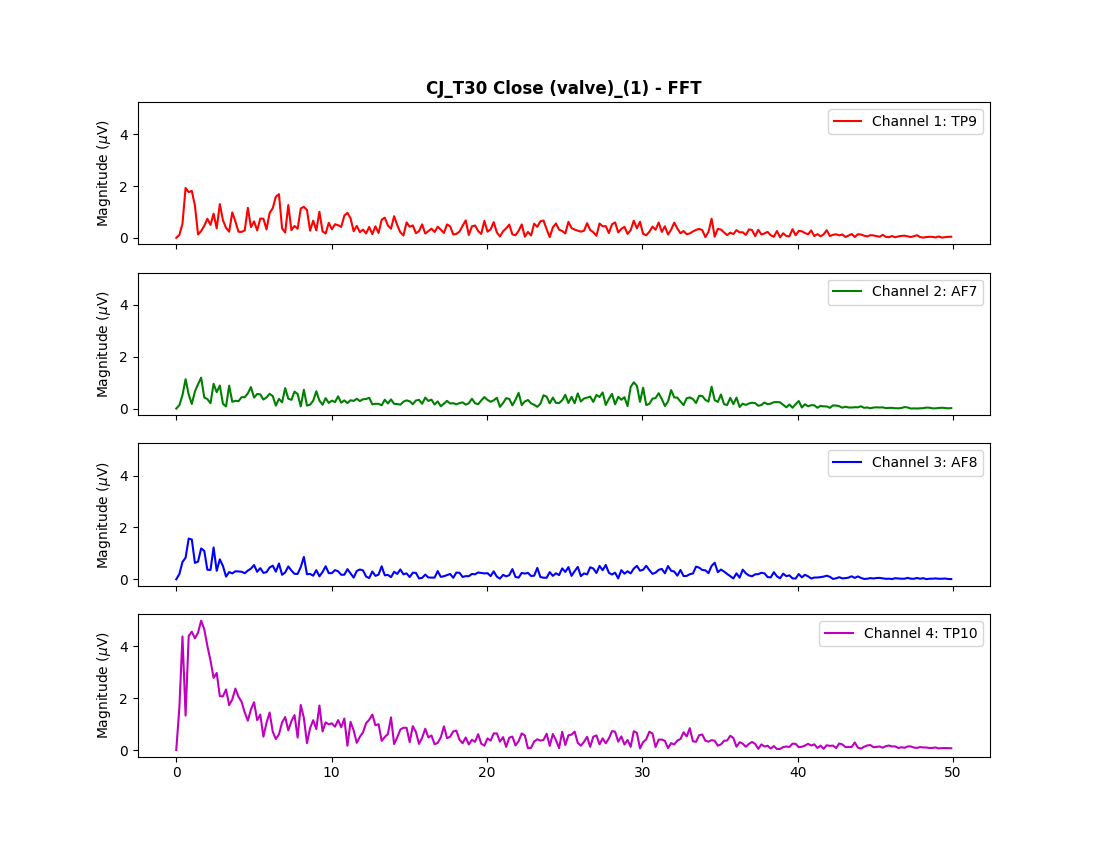 CJ_T30 Close (valve)_(1) - FFT
Magnitude (μV)
4
2
0
Channel 1: TP9
Magnitude (μV)
4
2
0
Channel 2: AF7
Magnitude (μV)
4
2
0
Channel 3: AF8
Magnitude (μV)
4
2
0
Channel 4: TP10
0 10 20 30 40 50